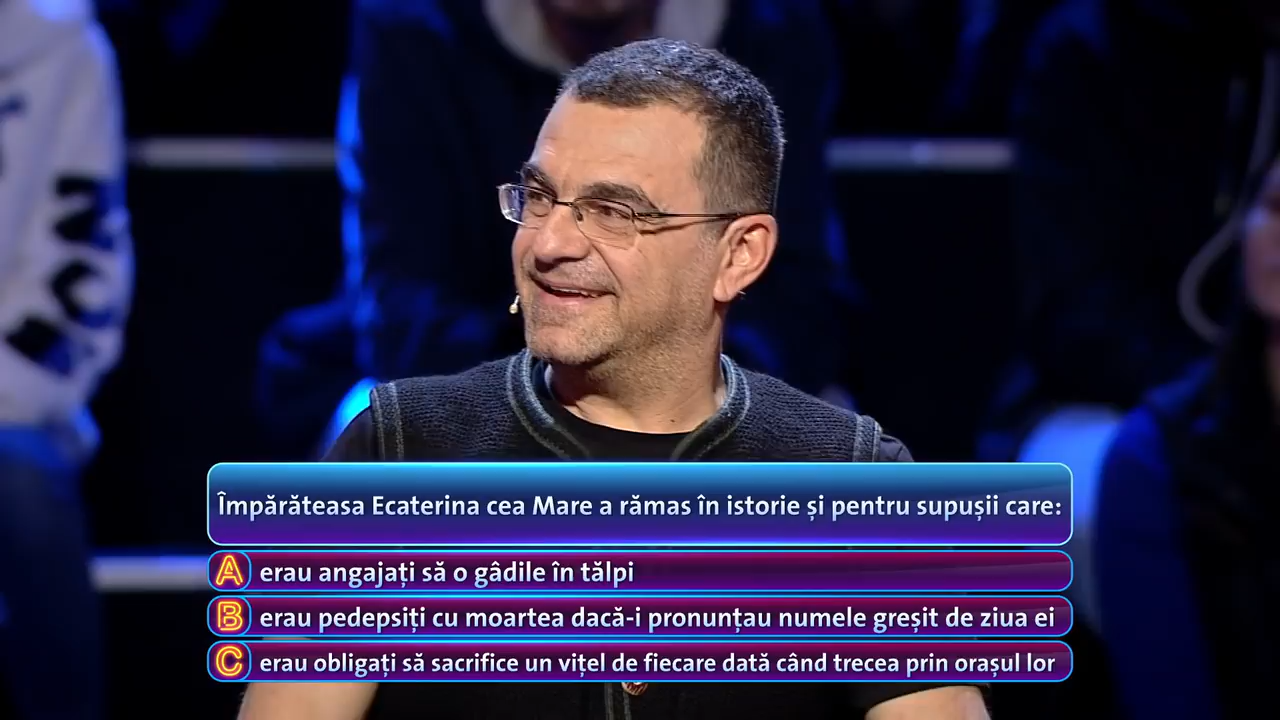 Împărăteasa Ecaterina cea Mare a rămas în istorie și pentru supușii care:
A erau angajați să o gâdile în tălpi
B erau pedepsiți cu moartea dacă-i pronunțau numele greșit de ziua ei
C erau obligați să sacrifice un vițel de fiecare dată când trecea prin orașul lor